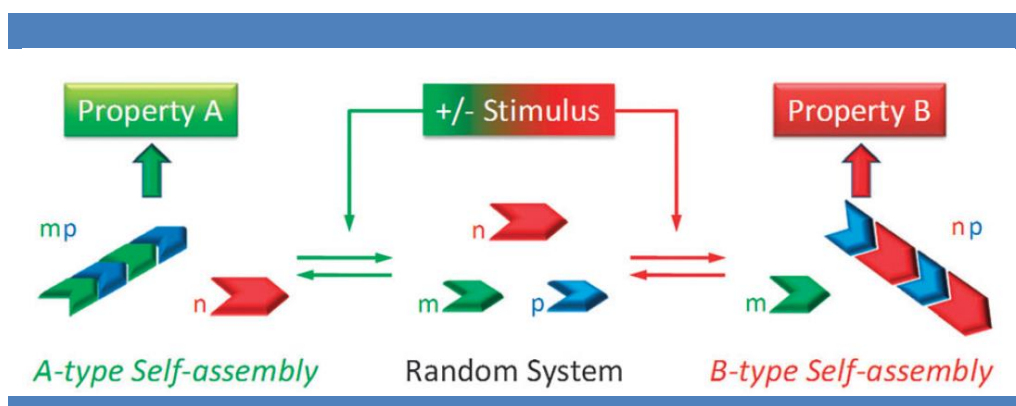 Property A
+/- Stimulus
Property B
mp
n
n
m
p
m
np
A-type Self-assembly
Random System
B-type Self-assembly